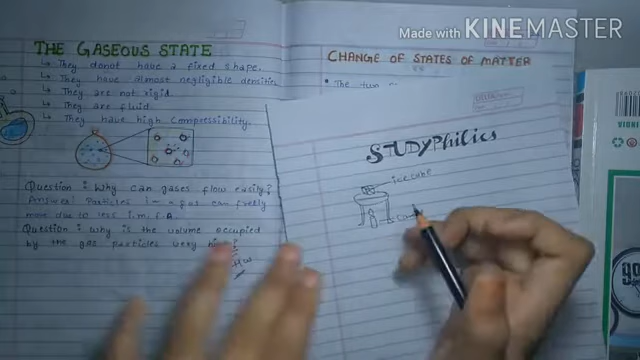 Made with KINEMASTER
THE GASEOUS STATE
↳ They donot have a fixed shape.
↳ They have almost negligible densities
↳ They are not rigid.
↳ They are fluid.
↳ They have high compressibility.
Question : Why can gases flow easily?
Answer: Particles gas can freely
move due to less i.m.f.A.
Question : why is the volume occupied
by the gas particles very high?
CHANGE OF STATES OF MATTER
• The
STUDYPhilics
ice cube
INDIA